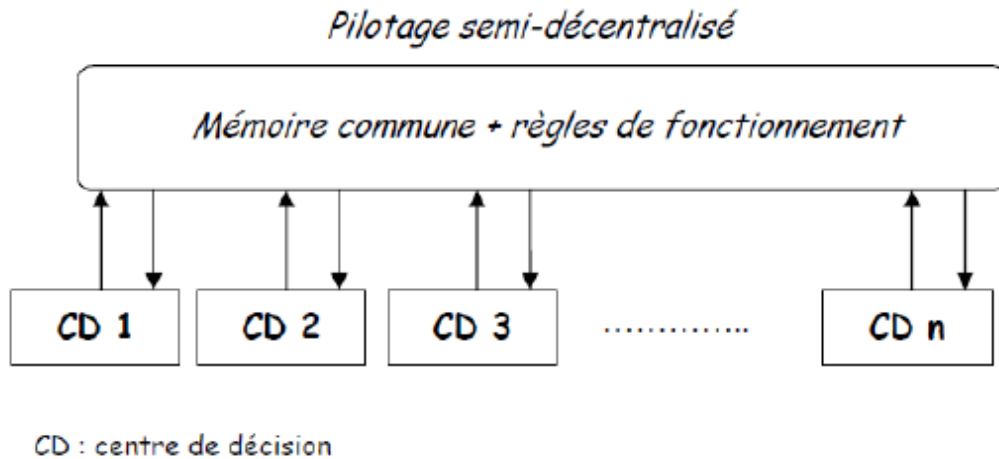 Pilotage semi-décentralisé
Mémoire commune + règles de fonctionnement
CD 1 CD 2 CD 3 ............... CD n
CD : centre de décision